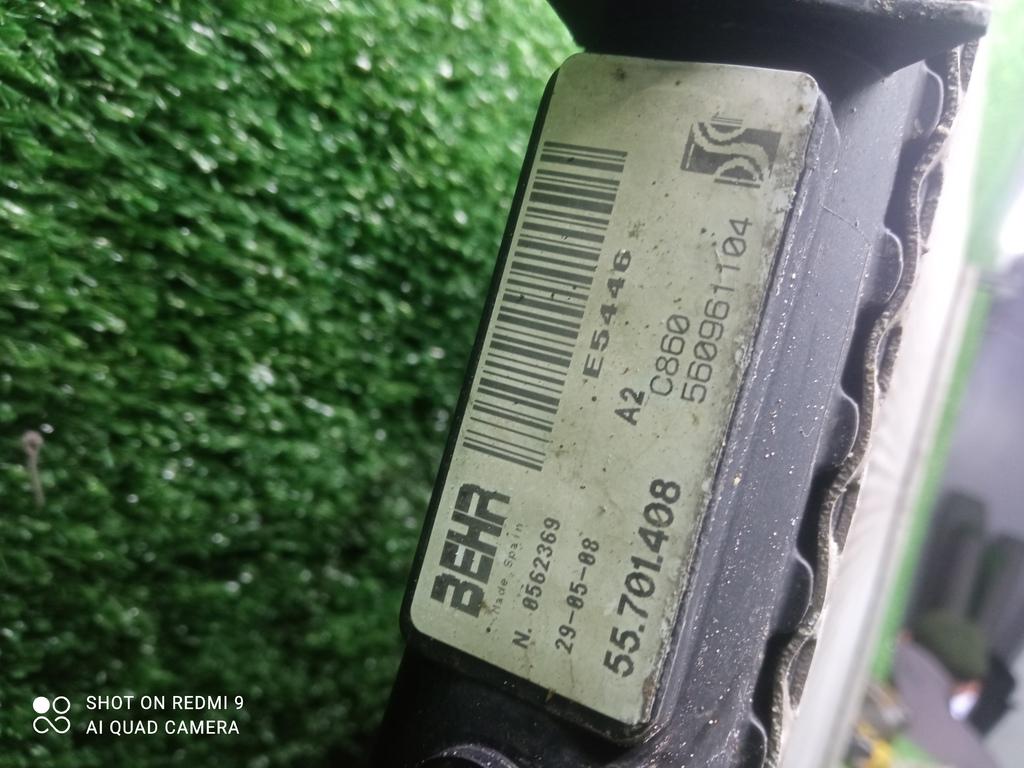 BEHR
Made. Spain
N. 0562369
29-05-08
55.701.408
E5446
A2
C860
560961104
SHOT ON REDMI 9
AI QUAD CAMERA